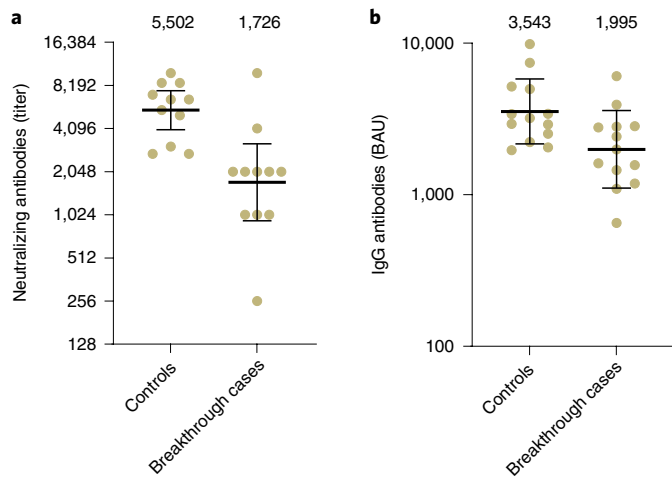 a
5,502 1,726
16,384
8,192
4,096
2,048
1,024
512
256
128
Neutralizing antibodies (titer)
Controls
Breakthrough cases
b
3,543 1,995
10,000
1,000
100
IgG antibodies (BAU)
Controls
Breakthrough cases